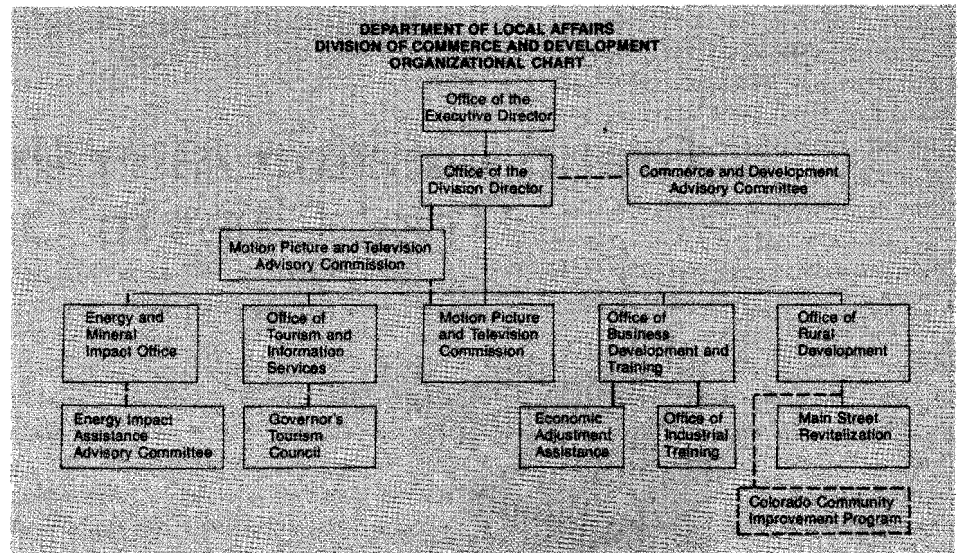 DEPARTMENT OF LOCAL AFFAIRS
DIVISION OF COMMERCE AND DEVELOPMENT
ORGANIZATIONAL CHART
Office of the
Executive Director
Office of the
Division Director
Commerce and Development
Advisory Committee
Motion Picture and Television
Advisory Commission
Energy and
Mineral
Impact Office
Office of
Tourism and
Information
Services
Motion Picture
and Television
Commission
Office of
Business
Development and
Training
Office of
Rural
Development
Energy Impact
Assistance
Advisory Committee
Governor's
Tourism
Council
Economic
Adjustment
Assistance
Office of
Industrial
Training
Main Street
Revitalization
Colorado Community
Improvement Program